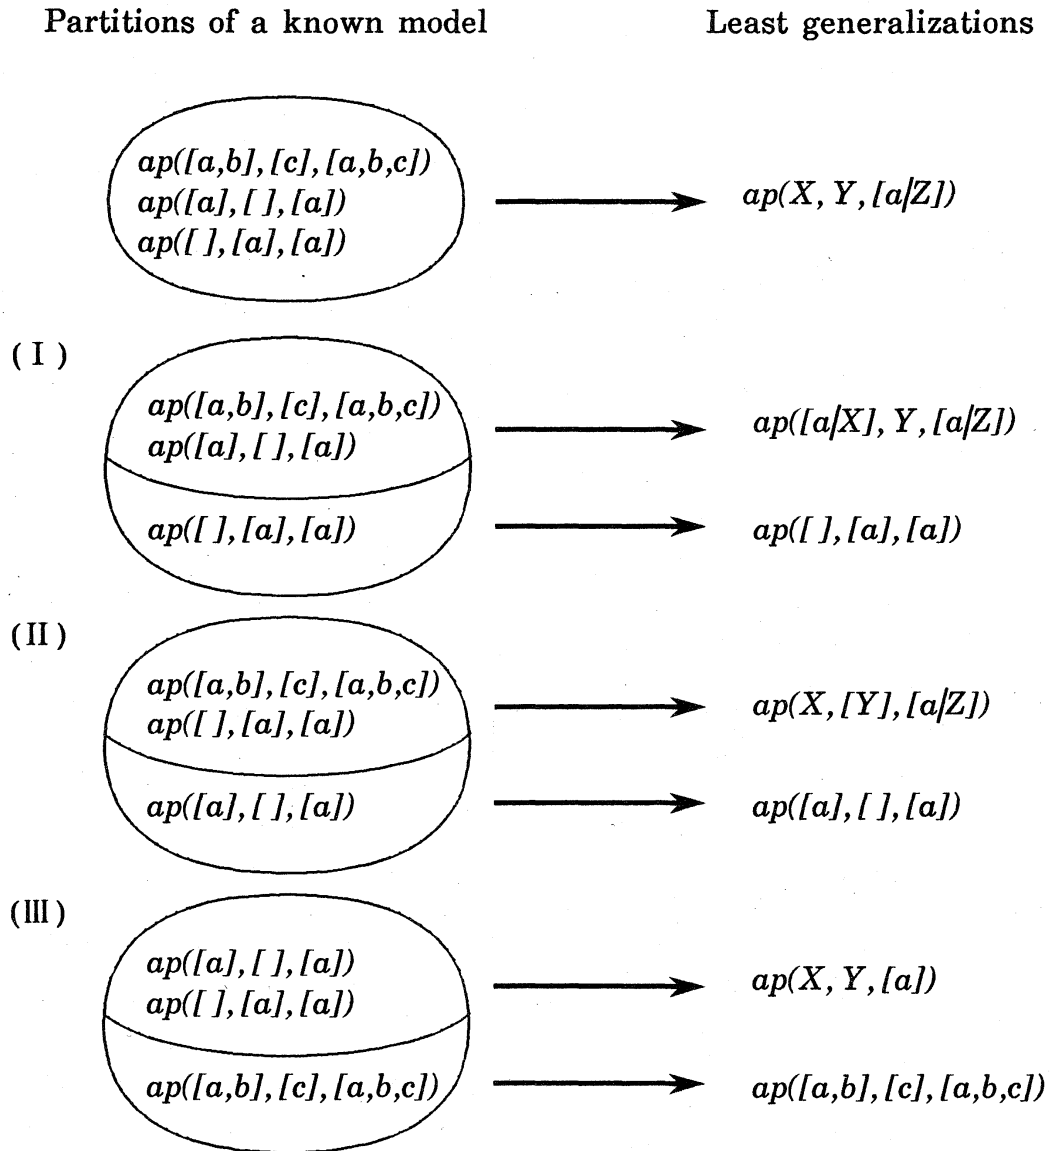 Partitions of a known model
Least generalizations
ap([a,b],[c],[a,b,c])
ap([a],[ ],[a])
ap([ ],[a],[a])
ap(X, Y, [a|Z])
(I)
ap([a,b],[c],[a,b,c])
ap([a],[ ],[a])
ap([a|X], Y, [a|Z])
ap([ ],[a],[a])
ap([ ],[a],[a])
(II)
ap([a,b],[c],[a,b,c])
ap([ ],[a],[a])
ap(X, [Y], [a|Z])
ap([a],[ ],[a])
ap([a],[ ],[a])
(III)
ap([a],[ ],[a])
ap([ ],[a],[a])
ap(X, Y, [a])
ap([a,b],[c],[a,b,c])
ap([a,b],[c],[a,b,c])